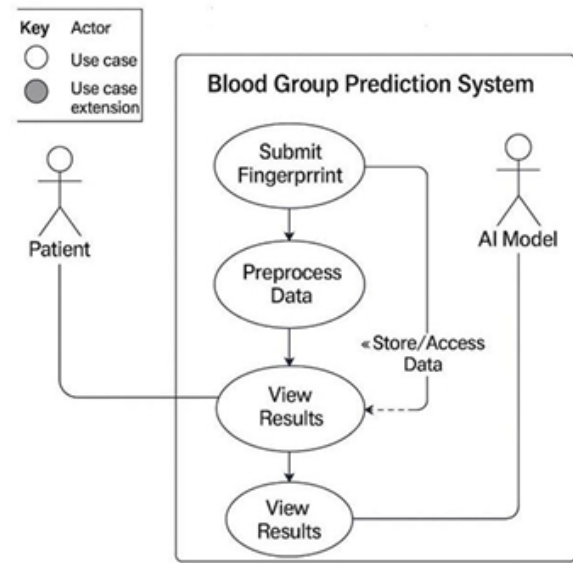 Key Actor
Use case
Use case
extension
Blood Group Prediction System
Submit
Fingerprrint
Patient
AI Model
Preprocess
Data
«Store/Access
Data
View
Results
View
Results